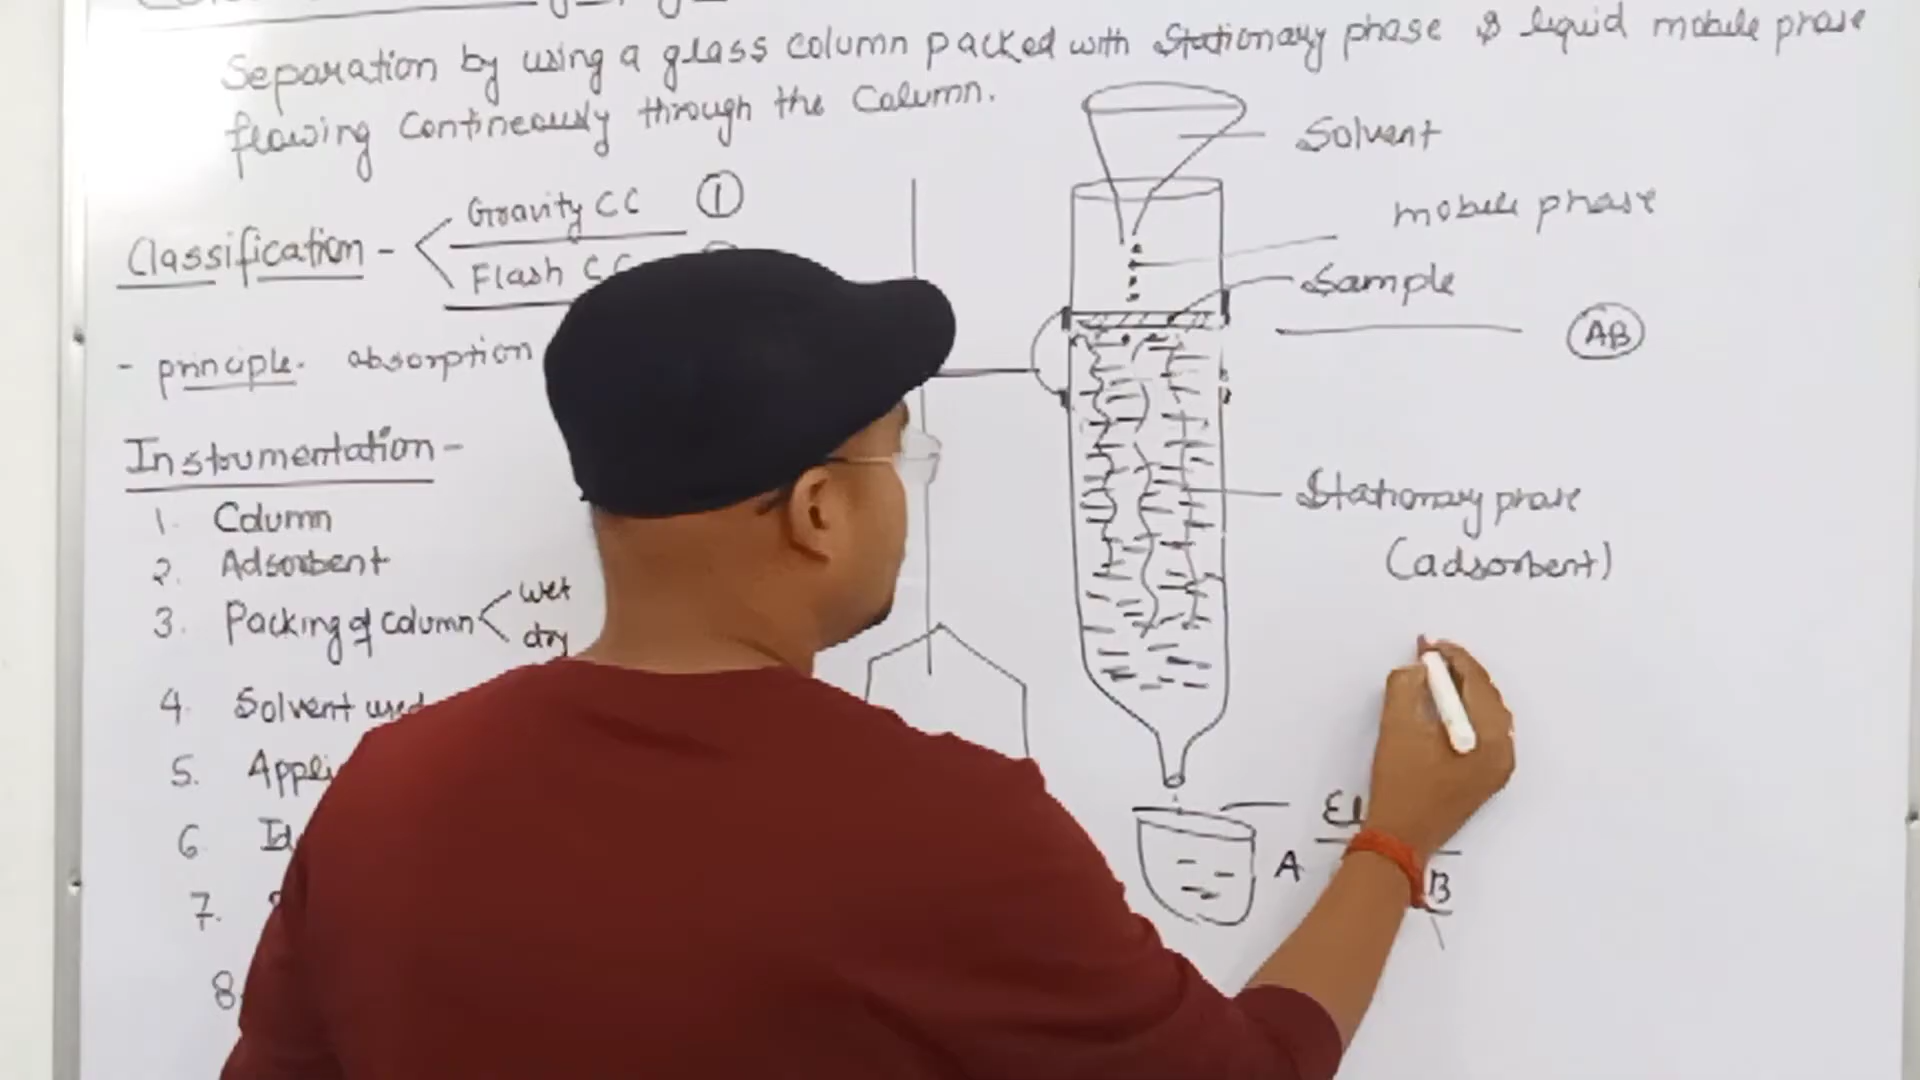 Separation by using a glass column packed with Stationary phase & liquid mobile phase
flowing Contineously through the Column.
Classification - Gravity CC 1
Flash CC
- principle. absorption
Instrumentation -
1. Column
2. Adsorbent
3. Packing of column wet
dry
4. Solvent used
5.
6
7.
8.
Solvent
mobile phase
Sample
AB
Stationary phase
(adsorbent)
A
B